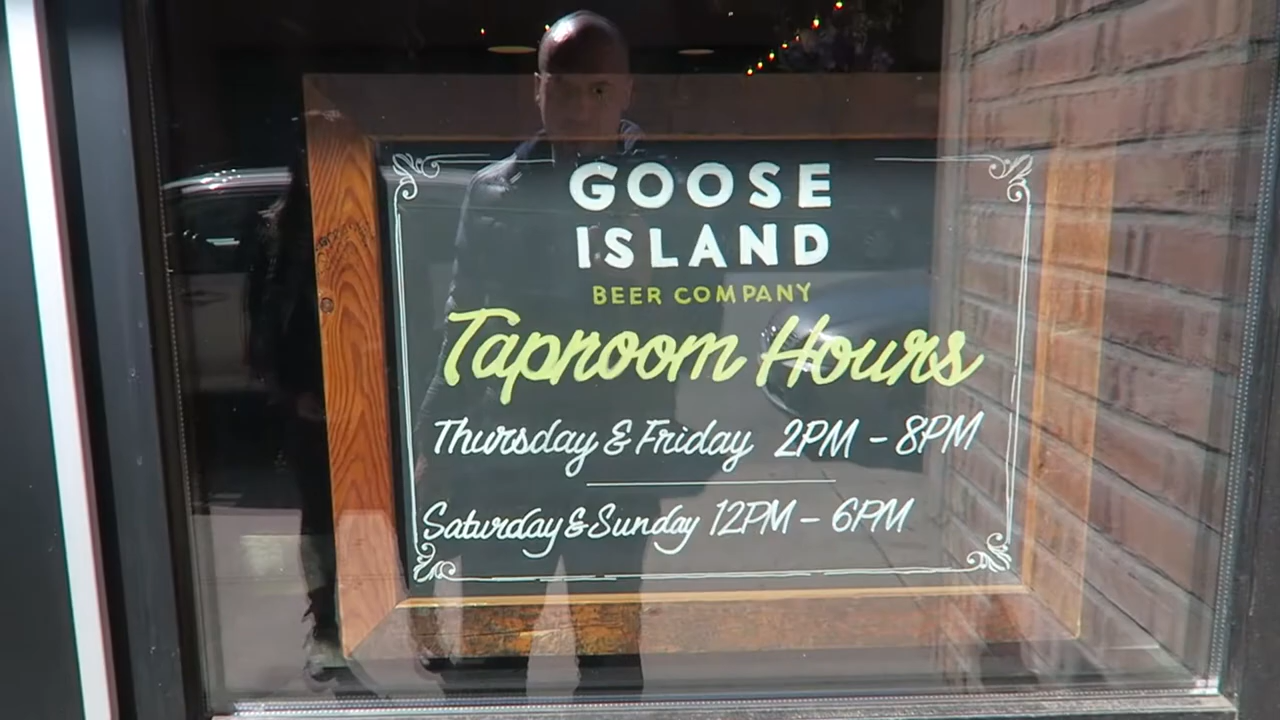 GOOSE
ISLAND
BEER COMPANY
Taproom Hours
Thursday & Friday 2PM - 8PM
Saturday & Sunday 12PM - 6PM